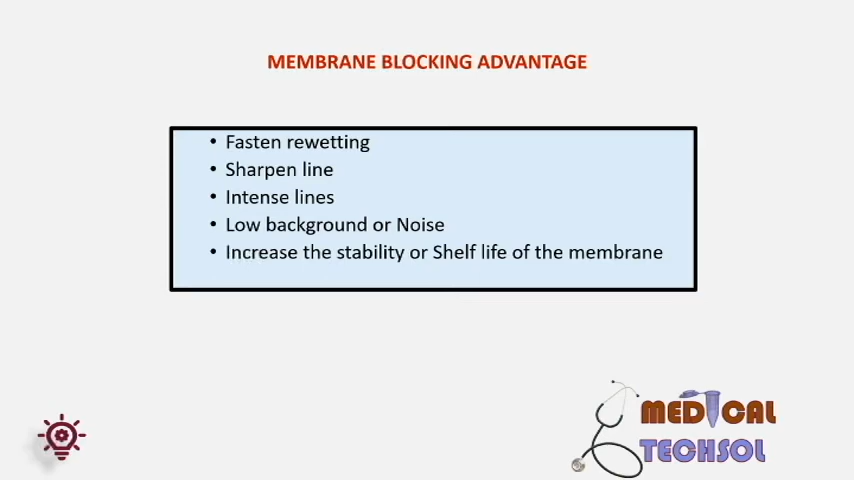 MEMBRANE BLOCKING ADVANTAGE
• Fasten rewetting
• Sharpen line
• Intense lines
• Low background or Noise
• Increase the stability or Shelf life of the membrane
MEDICAL
TECHSOL